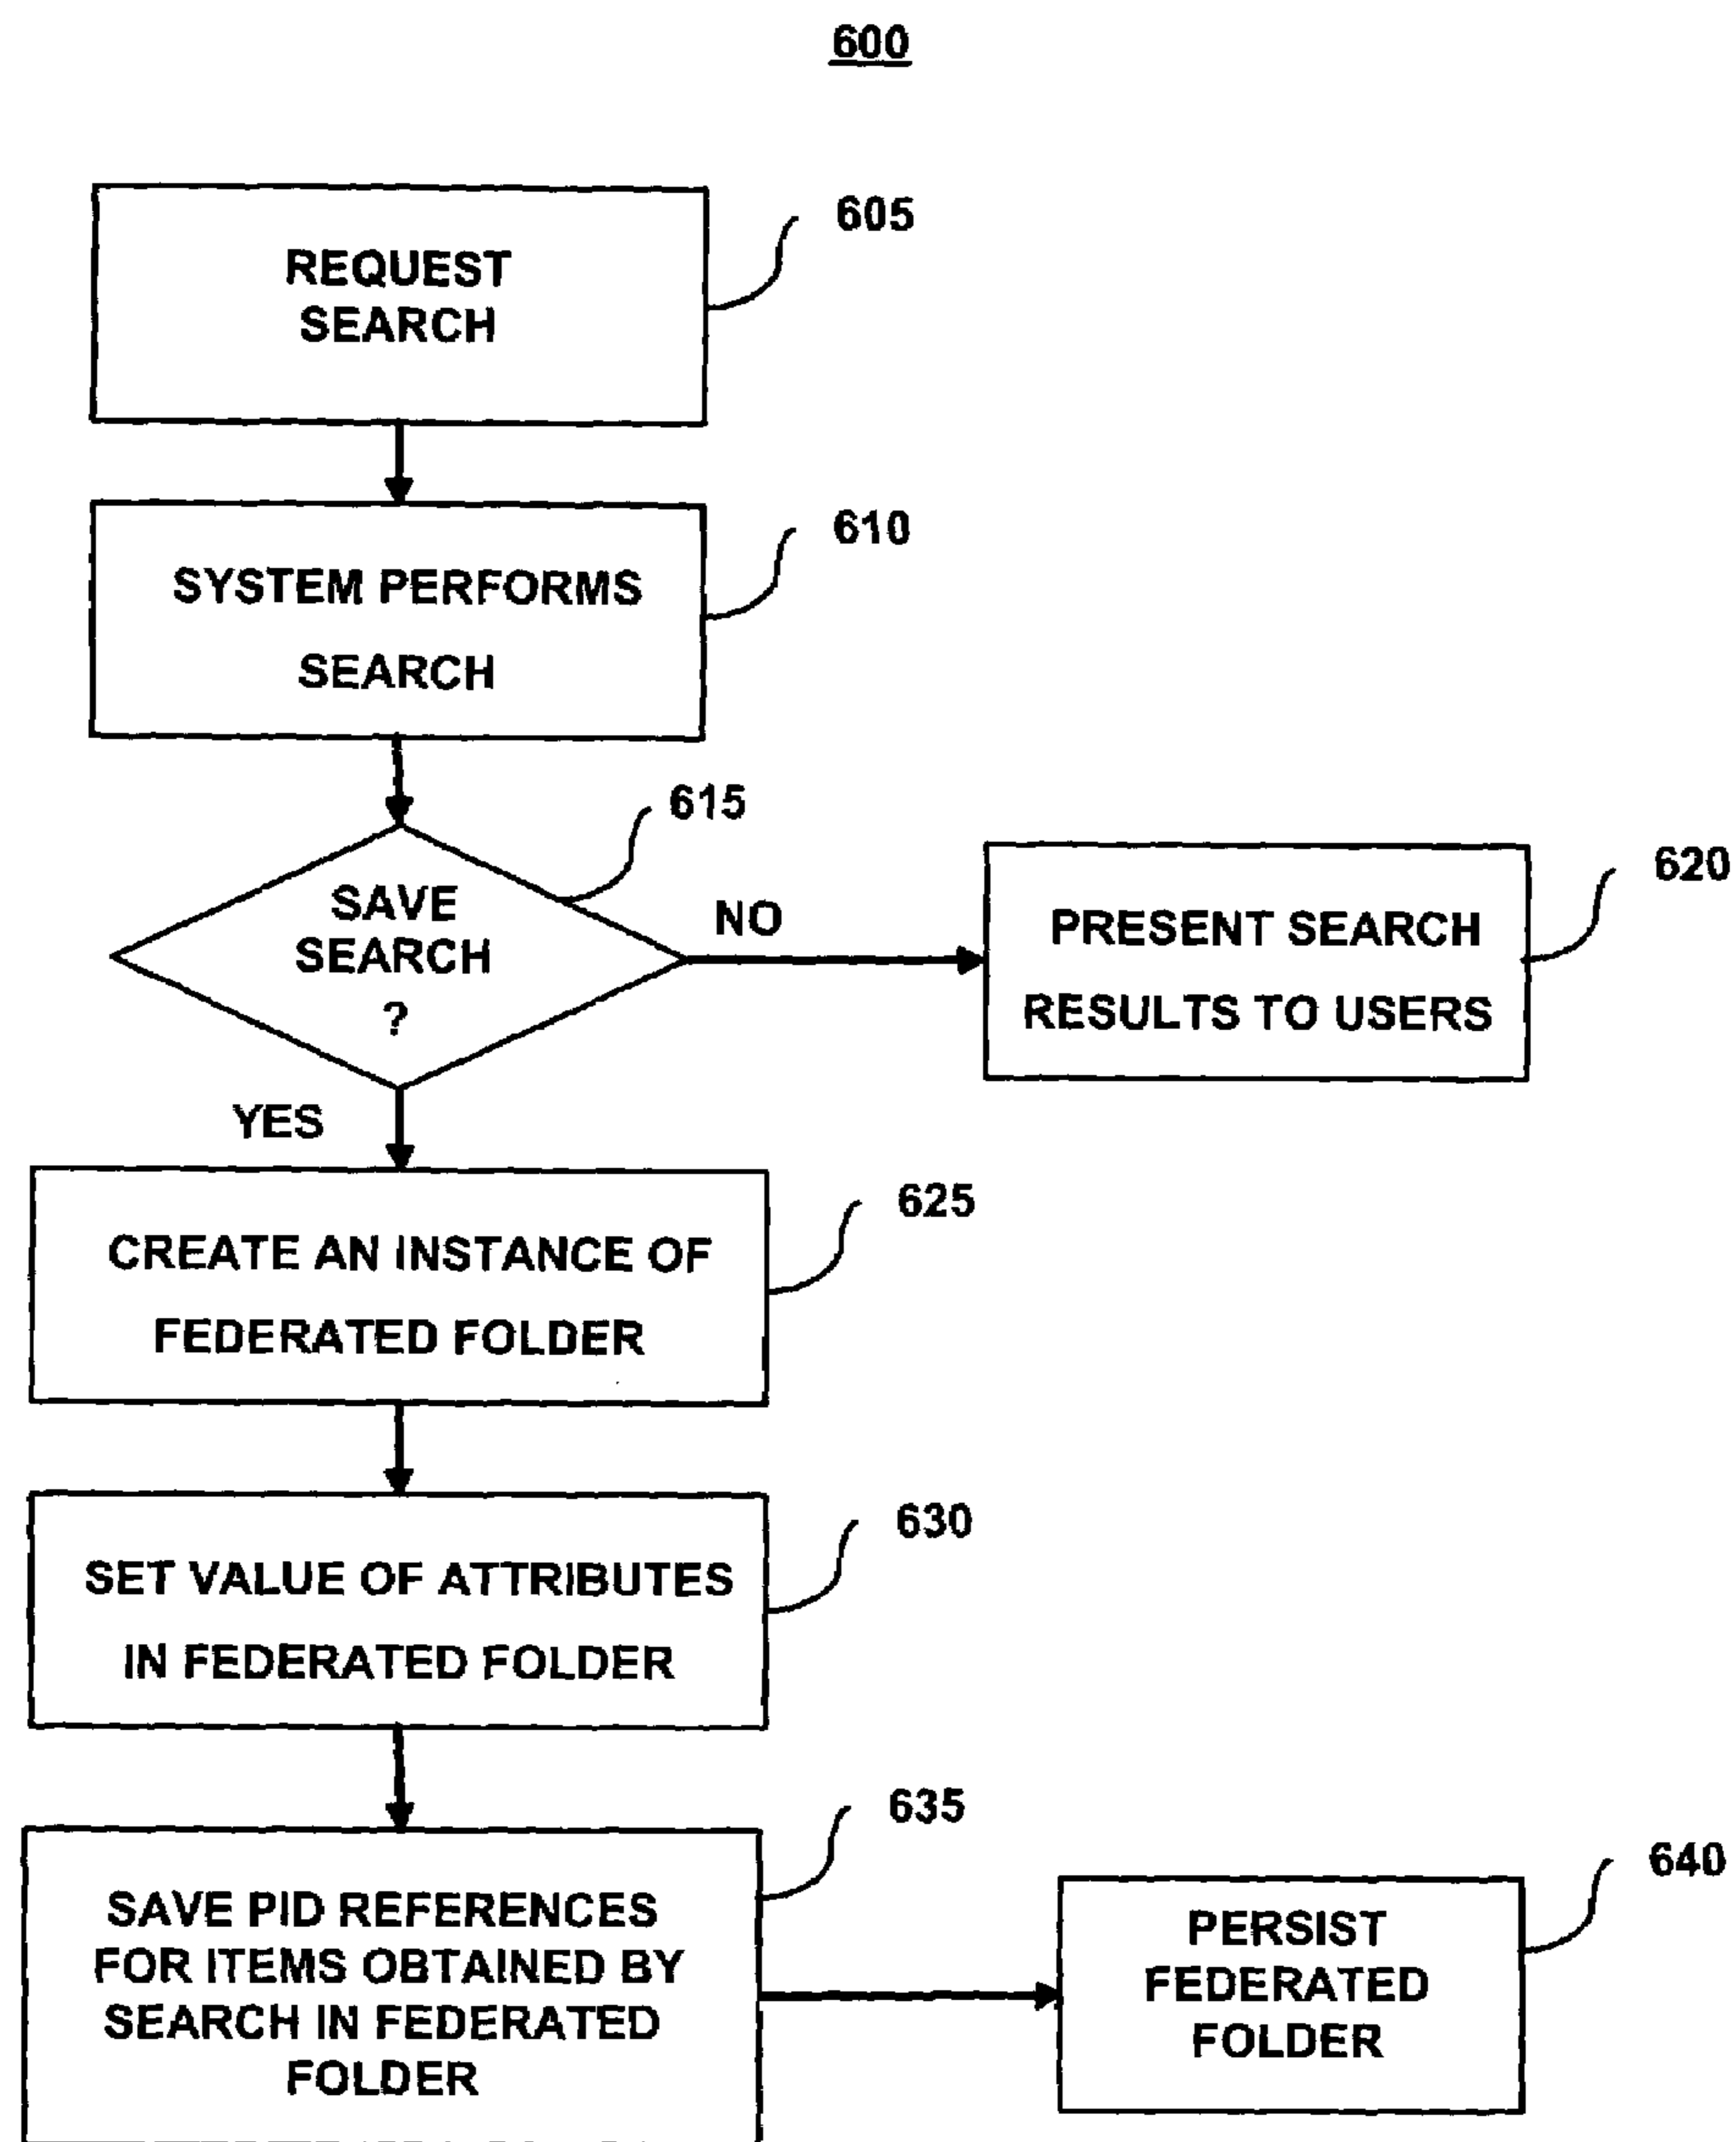 600
605
REQUEST
SEARCH
610
SYSTEM PERFORMS
SEARCH
615
SAVE
SEARCH
?
NO
620
PRESENT SEARCH
RESULTS TO USERS
YES
625
CREATE AN INSTANCE OF
FEDERATED FOLDER
630
SET VALUE OF ATTRIBUTES
IN FEDERATED FOLDER
635
SAVE PID REFERENCES
FOR ITEMS OBTAINED BY
SEARCH IN FEDERATED
FOLDER
640
PERSIST
FEDERATED
FOLDER